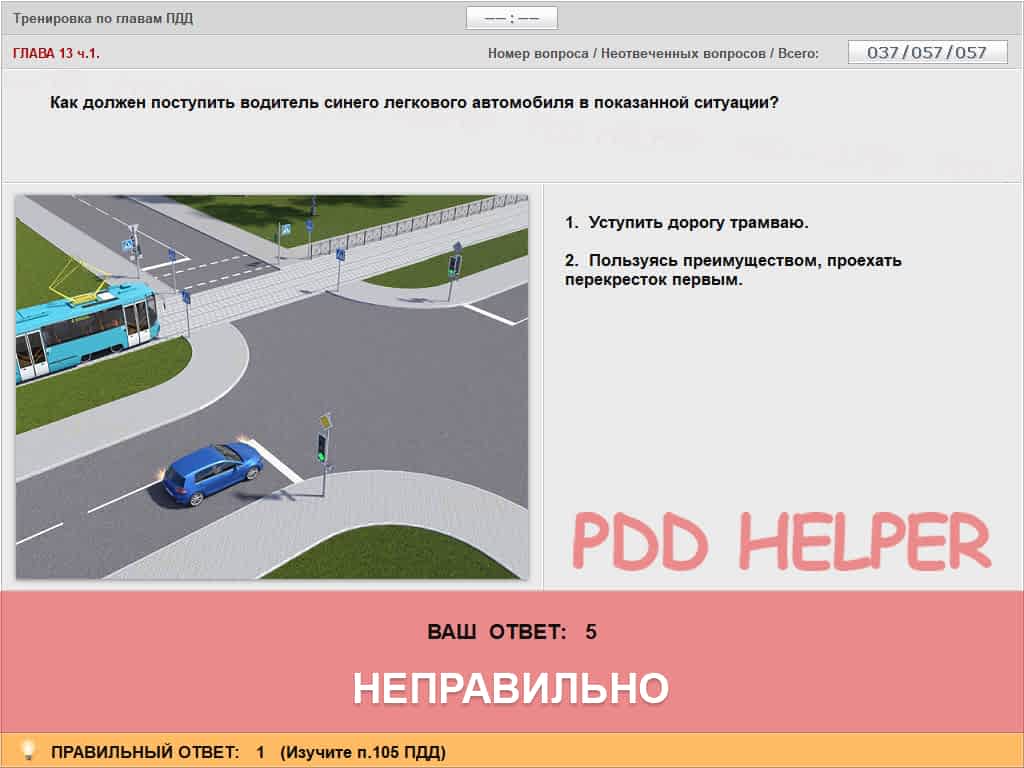 Тренировка по главам ПДД
—— : ——
ГЛАВА 13 ч.1.
Номер вопроса / Неотвеченных вопросов / Всего:
037/057/057
Как должен поступить водитель синего легкового автомобиля в показанной ситуации?
1. Уступить дорогу трамваю.
2. Пользуясь преимуществом, проехать
перекресток первым.
PDD HELPER
ВАШ ОТВЕТ: 5
НЕПРАВИЛЬНО
ПРАВИЛЬНЫЙ ОТВЕТ: 1 (Изучите п.105 ПДД)